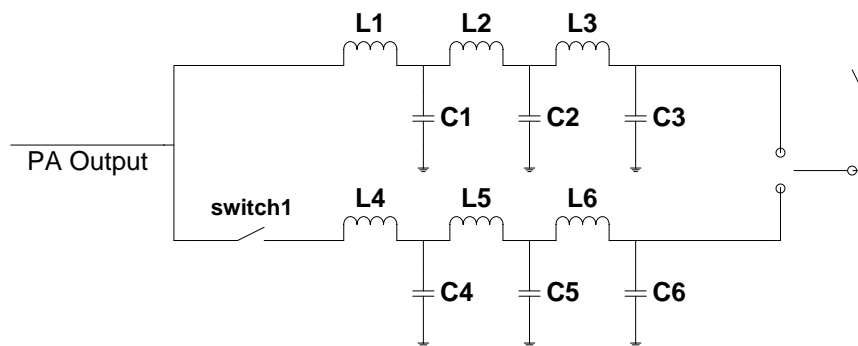 L1 L2 L3
C1 C2 C3
PA Output
switch1 L4 L5 L6
C4 C5 C6